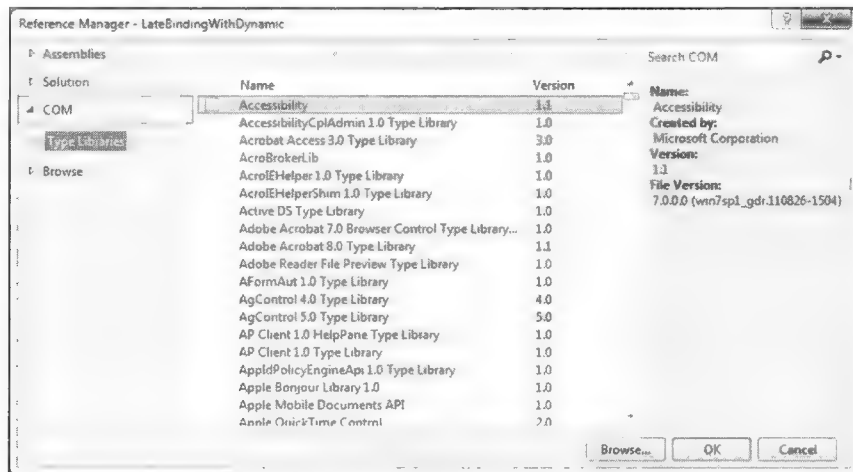 Reference Manager - LateBindingWithDynamic
Assemblies
Solution
COM
Type Libraries
Browse
Name Version
Accessibility 1.1
AccessibilityCplAdmin 1.0 Type Library 1.0
Acrobat Access 3.0 Type Library 3.0
AcroBrokerLib 1.0
AcroIEHelper 1.0 Type Library 1.0
AcroIEHelperShim 1.0 Type Library 1.0
Active DS Type Library 1.0
Adobe Acrobat 7.0 Browser Control Type Library... 1.0
Adobe Acrobat 8.0 Type Library 1.1
Adobe Reader File Preview Type Library 1.0
AFormAut 1.0 Type Library 1.0
AgControl 4.0 Type Library 4.0
AgControl 5.0 Type Library 5.0
AP Client 1.0 HelpPane Type Library 1.0
AP Client 1.0 Type Library 1.0
AppIdPolicyEngineApi 1.0 Type Library 1.0
Apple Bonjour Library 1.0 1.0
Apple Mobile Documents API 1.0
Apple QuickTime Control 2.0
Search COM
Name:
Accessibility
Created by:
Microsoft Corporation
Version:
1.1
File Version:
7.0.0.0 (win7sp1_gdr.110826-1504)
Browse... OK Cancel